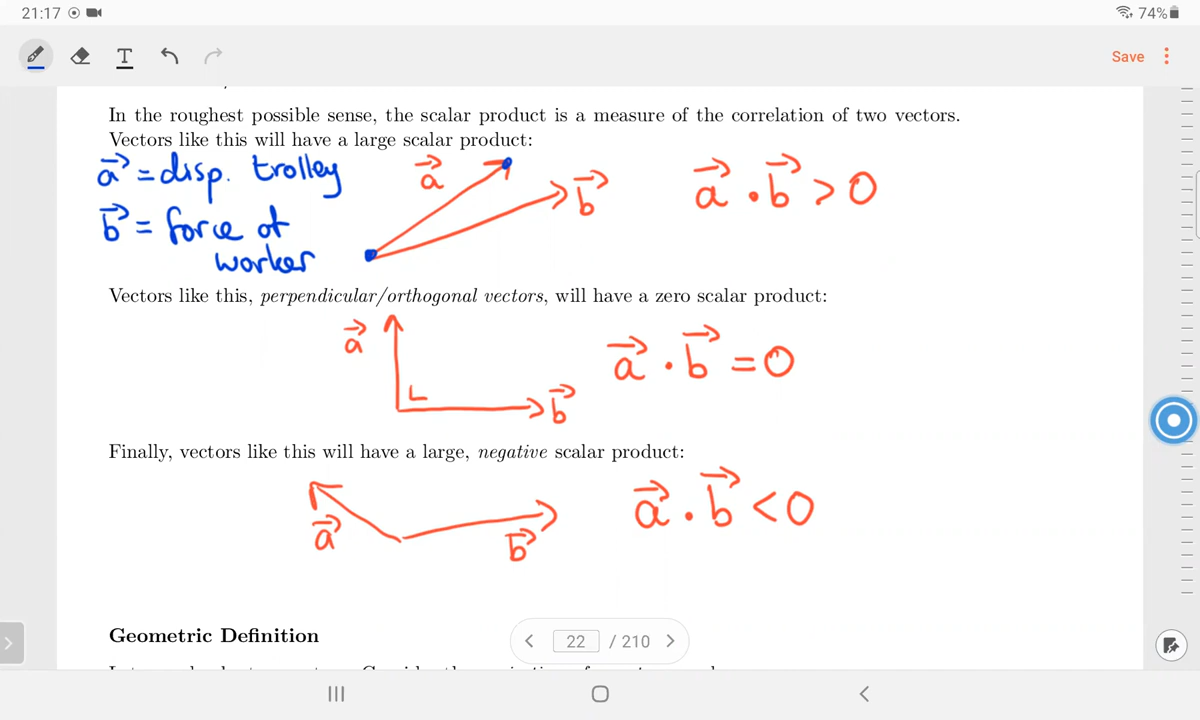 21:17
74%
T
Save
In the roughest possible sense, the scalar product is a measure of the correlation of two vectors.
Vectors like this will have a large scalar product:
a⃗ = disp. trolley
b⃗ = force of
worker
a⃗
b⃗
a⃗ · b⃗ > 0
Vectors like this, perpendicular/orthogonal vectors, will have a zero scalar product:
a⃗
b⃗
a⃗ · b⃗ = 0
Finally, vectors like this will have a large, negative scalar product:
a⃗
b⃗
a⃗ · b⃗ < 0
Geometric Definition
22 / 210